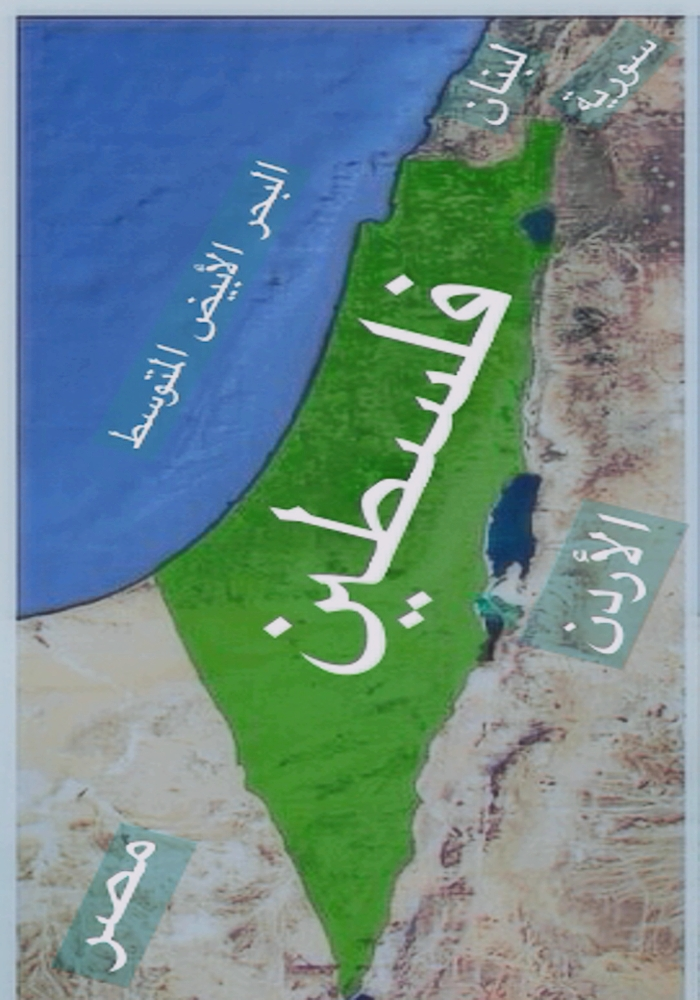 لبنان
سورية
البحر الأبيض المتوسط
فلسطين
الأردن
مصر